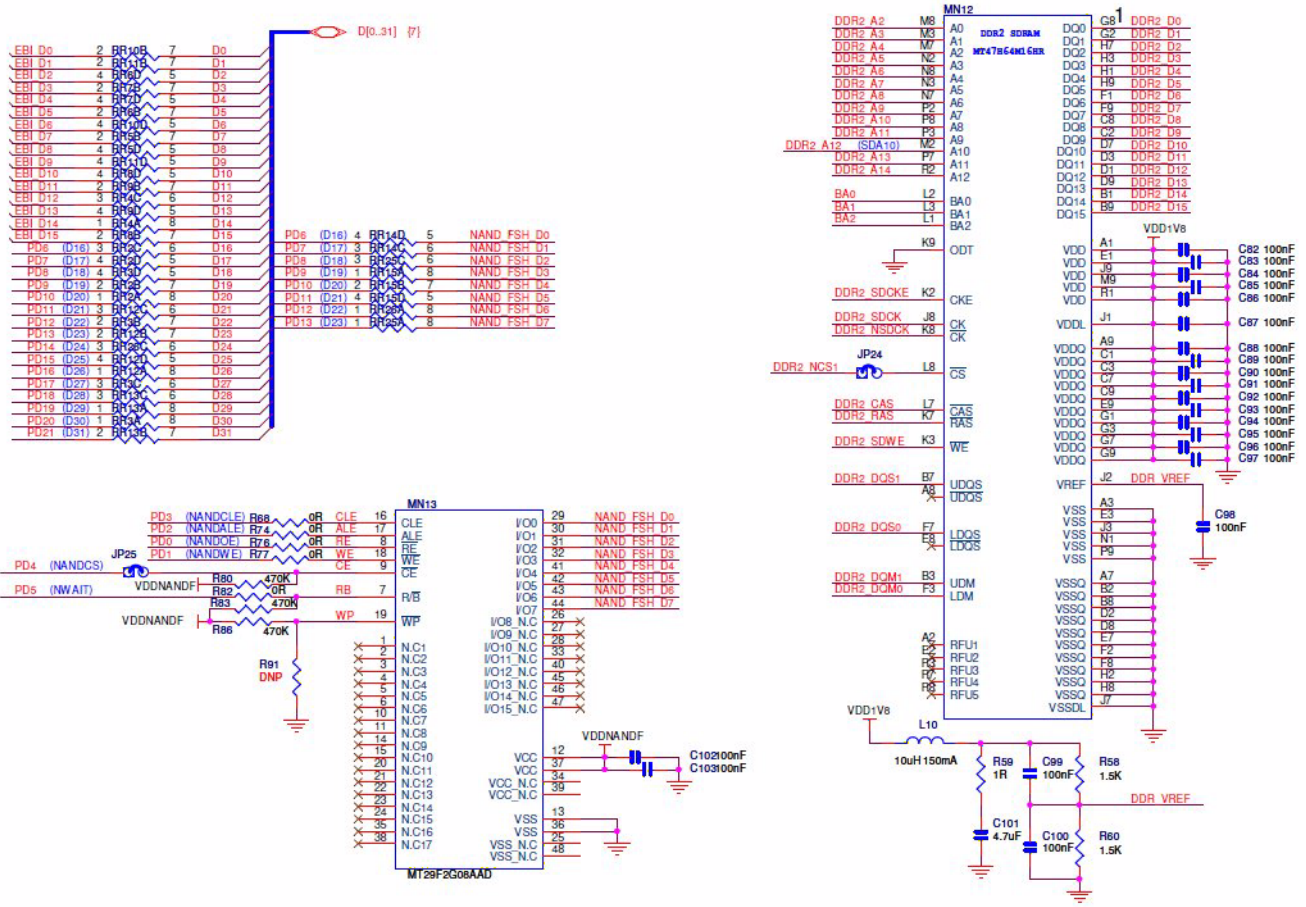 D[0..31] {7}
EBI D0 2 RR10B 7 D0
EBI D1 2 RR11B 7 D1
EBI D2 4 RR6D 5 D2
EBI D3 2 RR7B 7 D3
EBI D4 4 RR7D 5 D4
EBI D5 2 RR6B 7 D5
EBI D6 4 RR10D 5 D6
EBI D7 2 RR5B 7 D7
EBI D8 4 RR5D 5 D8
EBI D9 4 RR11D 5 D9
EBI D10 4 RR8D 5 D10
EBI D11 2 RR9B 7 D11
EBI D12 3 RR4C 6 D12
EBI D13 4 RR9D 5 D13
EBI D14 1 RR4A 8 D14
EBI D15 2 RR8B 7 D15
PD6 (D16) 3 RR2C 6 D16
PD7 (D17) 4 RR2D 5 D17
PD8 (D18) 4 RR3D 5 D18
PD9 (D19) 2 RR2B 7 D19
PD10 (D20) 1 RR2A 8 D20
PD11 (D21) 3 RR12C 6 D21
PD12 (D22) 2 RR3B 7 D22
PD13 (D23) 2 RR12B 7 D23
PD14 (D24) 3 6 D24
PD15 (D25) 4 RR12D 5 D25
PD16 (D26) 1 RR12A 8 D26
PD17 (D27) 3 RR3C 6 D27
PD18 (D28) 3 RR13C 6 D28
PD19 (D29) 1 RR13A 8 D29
PD20 (D30) 1 RR3A 8 D30
PD21 (D31) 2 RR13B 7 D31
PD6 (D16) 4 RR14D 5 NAND FSH D0
PD7 (D17) 3 RR14C 6 NAND FSH D1
PD8 (D18) 3 RR25C 6 NAND FSH D2
PD9 (D19) 1 RR15A 8 NAND FSH D3
PD10 (D20) 2 RR15B 7 NAND FSH D4
PD11 (D21) 4 RR15D 5 NAND FSH D5
PD12 (D22) 1 8 NAND FSH D6
PD13 (D23) 1 RR25A 8 NAND FSH D7
MN12
1
DDR2 SDRAM
MT47H64M16HR
DDR2 A2 M8 A0
DDR2 A3 M3 A1
DDR2 A4 M7 A2
DDR2 A5 N2 A3
DDR2 A6 N8 A4
DDR2 A7 N3 A5
DDR2 A8 N7 A6
DDR2 A9 P2 A7
DDR2 A10 P8 A8
DDR2 A11 P3 A9
DDR2 A12 (SDA10) M2 A10
DDR2 A13 P7 A11
DDR2 A14 R2 A12
BA0 L2 BA0
BA1 L3 BA1
BA2 L1 BA2
K9 ODT
DDR2 SDCKE K2 CKE
DDR2 SDCK J8 CK
DDR2 NSDCK K8 CK
JP24
DDR2 NCS1 L8 CS
DDR2 CAS L7 CAS
DDR2 RAS K7 RAS
DDR2 SDWE K3 WE
DDR2 DQS1 B7 UDQS
A8 UDQS
DDR2 DQS0 F7 LDQS
E8 LDQS
DDR2 DQM1 B3 UDM
DDR2 DQM0 F3 LDM
A2 RFU1
E2 RFU2
R3 RFU3
R7 RFU4
R8 RFU5
DQ0 G8 DDR2 D0
DQ1 G2 DDR2 D1
DQ2 H7 DDR2 D2
DQ3 H3 DDR2 D3
DQ4 H1 DDR2 D4
DQ5 H9 DDR2 D5
DQ6 F1 DDR2 D6
DQ7 F9 DDR2 D7
DQ8 C8 DDR2 D8
DQ9 C2 DDR2 D9
DQ10 D7 DDR2 D10
DQ11 D3 DDR2 D11
DQ12 D1 DDR2 D12
DQ13 D9 DDR2 D13
DQ14 B1 DDR2 D14
DQ15 B9 DDR2 D15
VDD1V8
VDD A1 C82 100nF
VDD E1 C83 100nF
VDD J9 C84 100nF
VDD M9 C85 100nF
VDD R1 C86 100nF
VDDL J1 C87 100nF
VDDQ A9 C88 100nF
VDDQ C1 C89 100nF
VDDQ C3 C90 100nF
VDDQ C7 C91 100nF
VDDQ C9 C92 100nF
VDDQ E9 C93 100nF
VDDQ G1 C94 100nF
VDDQ G3 C95 100nF
VDDQ G7 C96 100nF
VDDQ G9 C97 100nF
VREF J2 DDR VREF
C98
100nF
VSS A3
VSS E3
VSS J3
VSS N1
VSS P9
VSSQ A7
VSSQ B2
VSSQ B8
VSSQ D2
VSSQ D8
VSSQ E7
VSSQ F2
VSSQ F8
VSSQ H2
VSSQ H8
VSSDL J7
MN13
PD3 (NANDCLE) R68 0R CLE 16 CLE
PD2 (NANDALE) R74 0R ALE 17 ALE
PD0 (NANDOE) R76 0R RE 8 RE
PD1 (NANDWE) R77 0R WE 18 WE
JP25
PD4 (NANDCS) CE 9 CE
VDDNANDF R80 470K
PD5 (NWAIT) R82 0R RB 7 R/B
R83 470K
VDDNANDF R86 470K WP 19 WP
R91
DNP
1 N.C1
2 N.C2
3 N.C3
4 N.C4
5 N.C5
6 N.C6
10 N.C7
11 N.C8
14 N.C9
15 N.C10
20 N.C11
21 N.C12
22 N.C13
23 N.C14
24 N.C15
35 N.C16
38 N.C17
I/O0 29 NAND FSH D0
I/O1 30 NAND FSH D1
I/O2 31 NAND FSH D2
I/O3 32 NAND FSH D3
I/O4 41 NAND FSH D4
I/O5 42 NAND FSH D5
I/O6 43 NAND FSH D6
I/O7 44 NAND FSH D7
I/O8_N.C 26
I/O9_N.C 27
I/O10_N.C 28
I/O11_N.C 33
I/O12_N.C 40
I/O13_N.C 45
I/O14_N.C 46
I/O15_N.C 47
VDDNANDF
VCC 12 C102 100nF
VCC 37 C103 100nF
VCC_N.C 34
VCC_N.C 39
VSS 13
VSS 36
VSS_N.C 25
VSS_N.C 48
MT29F2G08AAD
VDD1V8
L10
10uH 150mA
R59
1R
C99
100nF
R58
1.5K
DDR VREF
C101
4.7uF
C100
100nF
R60
1.5K